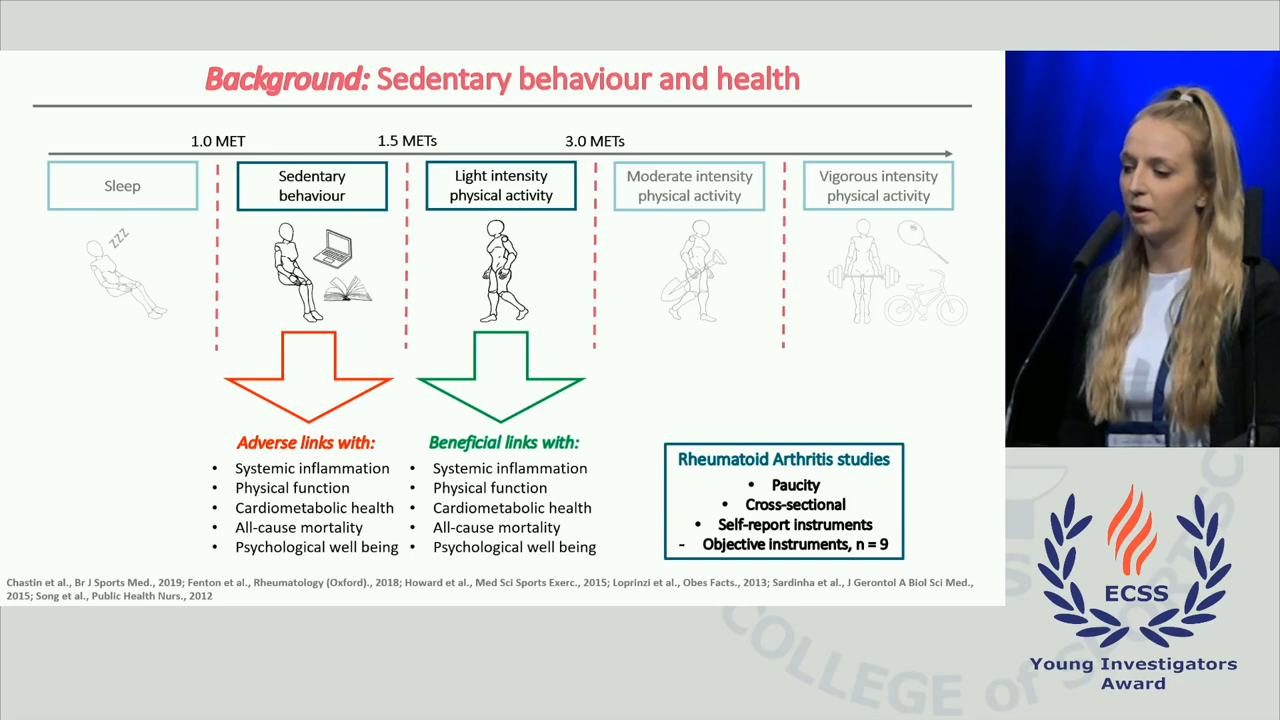 Background: Sedentary behaviour and health
1.0 MET
1.5 METs
3.0 METs
Sleep
Sedentary
behaviour
Light intensity
physical activity
Moderate intensity
physical activity
Vigorous intensity
physical activity
zzz
Adverse links with:
• Systemic inflammation
• Physical function
• Cardiometabolic health
• All-cause mortality
• Psychological well being
Beneficial links with:
• Systemic inflammation
• Physical function
• Cardiometabolic health
• All-cause mortality
• Psychological well being
Rheumatoid Arthritis studies
• Paucity
• Cross-sectional
• Self-report instruments
- Objective instruments, n = 9
Chastin et al., Br J Sports Med., 2019; Fenton et al., Rheumatology (Oxford)., 2018; Howard et al., Med Sci Sports Exerc., 2015; Loprinzi et al., Obes Facts., 2013; Sardinha et al., J Gerontol A Biol Sci Med.,
2015; Song et al., Public Health Nurs., 2012
ECSS
Young Investigators
Award
COLLEGE of